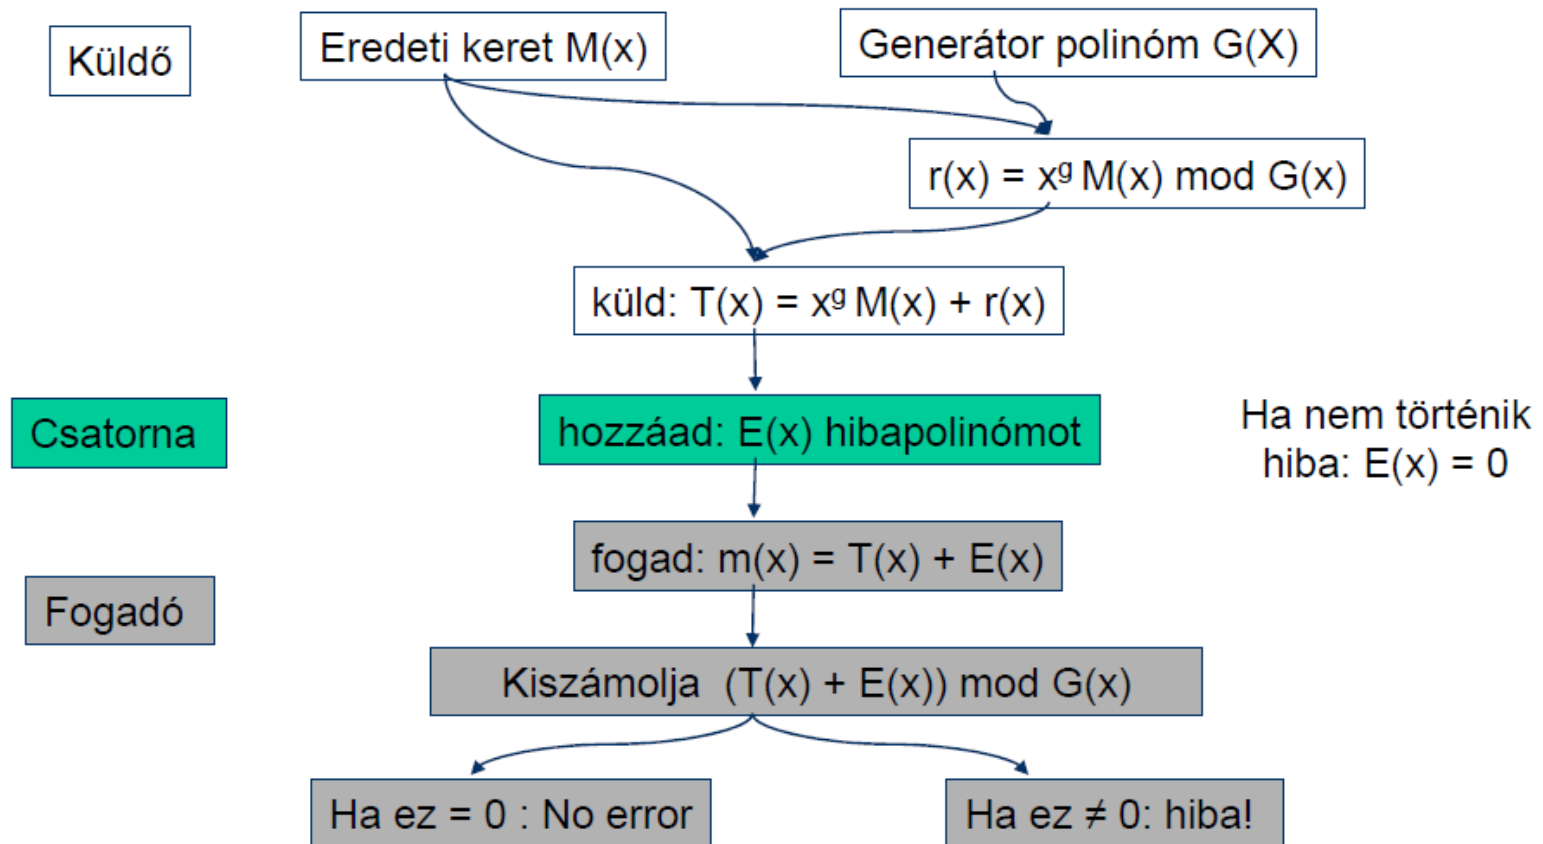 Küldő
Eredeti keret M(x)
Generátor polinóm G(X)
r(x) = xᵍ M(x) mod G(x)
küld: T(x) = xᵍ M(x) + r(x)
Csatorna
hozzáad: E(x) hibapolinómot
Ha nem történik
hiba: E(x) = 0
fogad: m(x) = T(x) + E(x)
Fogadó
Kiszámolja (T(x) + E(x)) mod G(x)
Ha ez = 0 : No error
Ha ez ≠ 0: hiba!